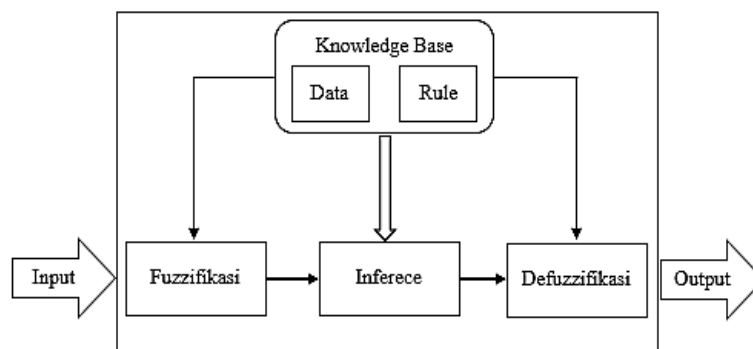 Knowledge Base
Data
Rule
Input
Fuzzifikasi
Inferece
Defuzzifikasi
Output